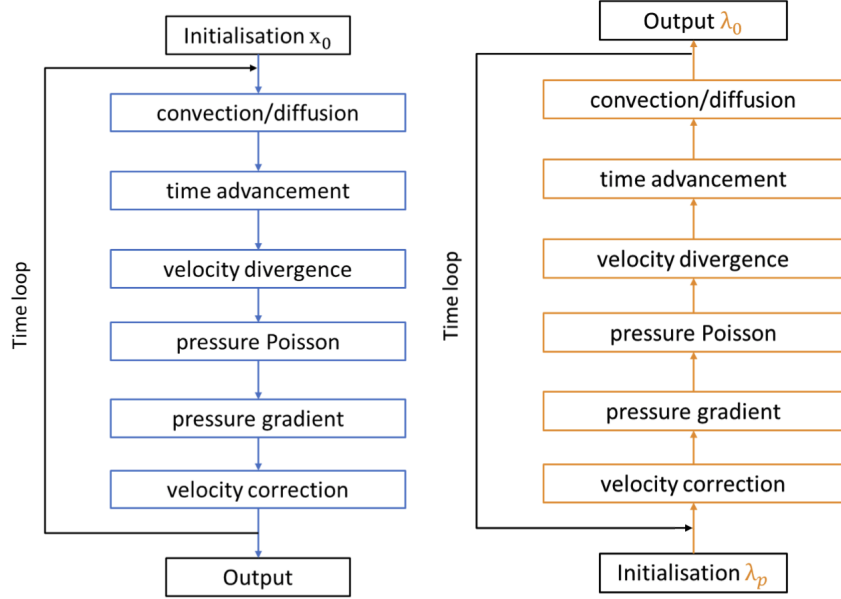 Initialisation x₀
convection/diffusion
time advancement
velocity divergence
pressure Poisson
pressure gradient
velocity correction
Output
Time loop
Output λ₀
convection/diffusion
time advancement
velocity divergence
pressure Poisson
pressure gradient
velocity correction
Initialisation λₚ
Time loop